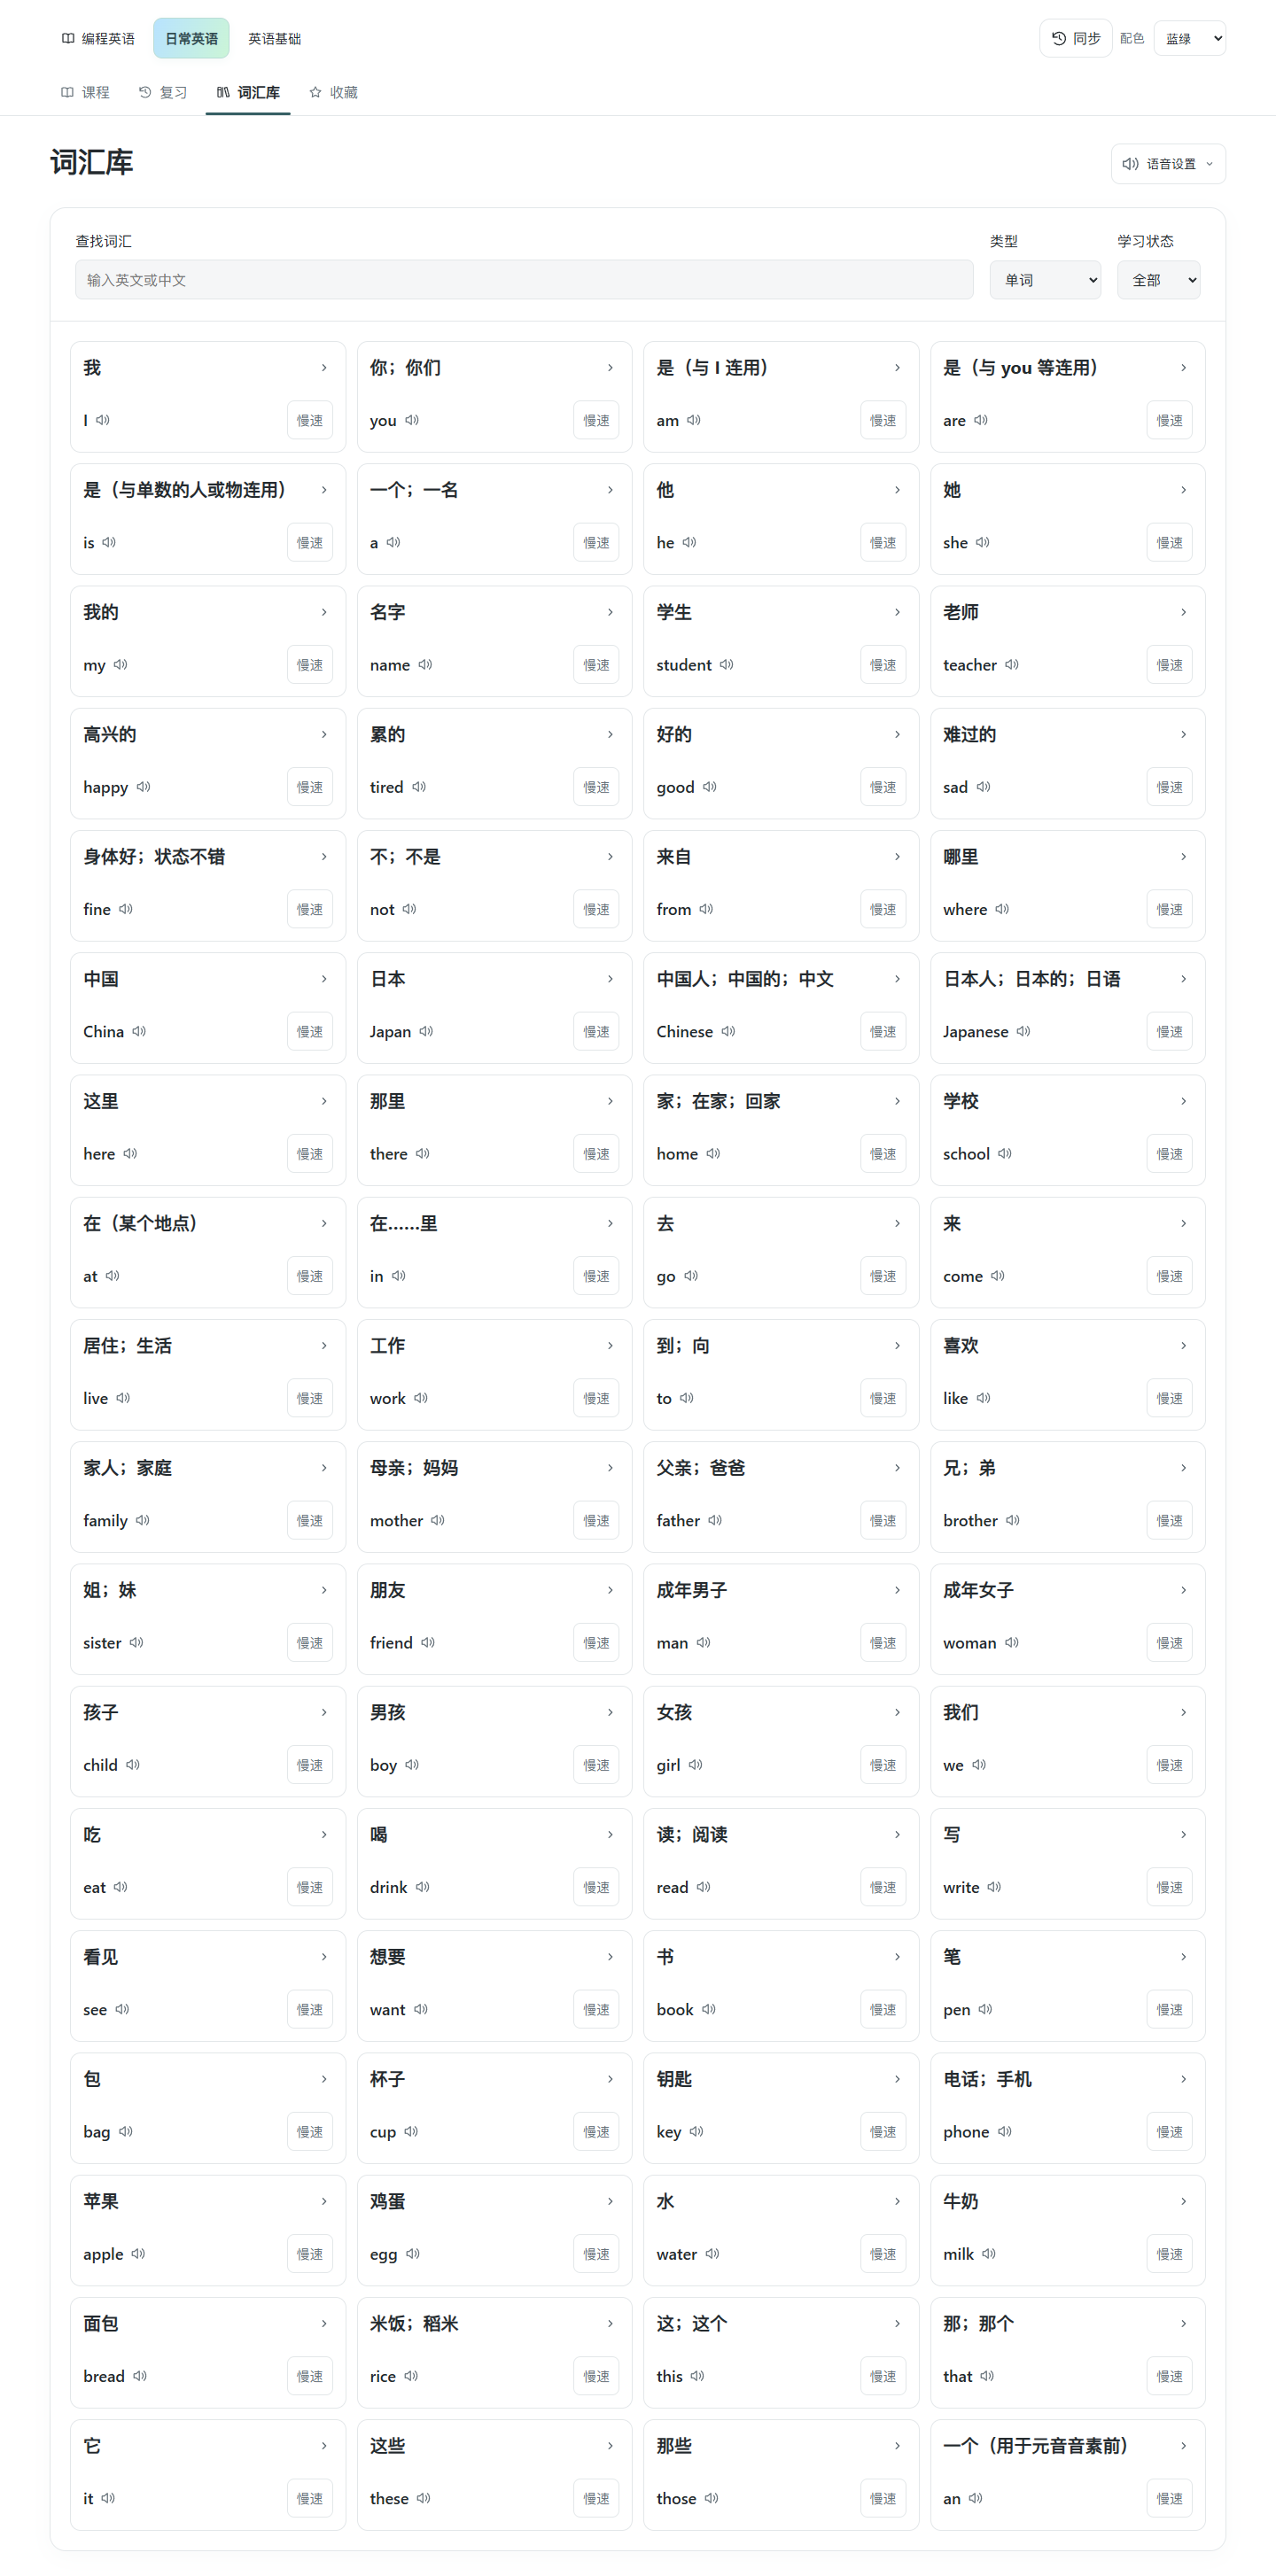 编程英语 日常英语 英语基础 同步 配色 蓝绿
课程 复习 词汇库 收藏
词汇库 语音设置
查找词汇 类型 学习状态
输入英文或中文 单词 全部
我 你；你们 是（与 I 连用） 是（与 you 等连用）
I 慢速 you 慢速 am 慢速 are 慢速
是（与单数的人或物连用） 一个；一名 他 她
is 慢速 a 慢速 he 慢速 she 慢速
我的 名字 学生 老师
my 慢速 name 慢速 student 慢速 teacher 慢速
高兴的 累的 好的 难过的
happy 慢速 tired 慢速 good 慢速 sad 慢速
身体好；状态不错 不；不是 来自 哪里
fine 慢速 not 慢速 from 慢速 where 慢速
中国 日本 中国人；中国的；中文 日本人；日本的；日语
China 慢速 Japan 慢速 Chinese 慢速 Japanese 慢速
这里 那里 家；在家；回家 学校
here 慢速 there 慢速 home 慢速 school 慢速
在（某个地点） 在……里 去 来
at 慢速 in 慢速 go 慢速 come 慢速
居住；生活 工作 到；向 喜欢
live 慢速 work 慢速 to 慢速 like 慢速
家人；家庭 母亲；妈妈 父亲；爸爸 兄；弟
family 慢速 mother 慢速 father 慢速 brother 慢速
姐；妹 朋友 成年男子 成年女子
sister 慢速 friend 慢速 man 慢速 woman 慢速
孩子 男孩 女孩 我们
child 慢速 boy 慢速 girl 慢速 we 慢速
吃 喝 读；阅读 写
eat 慢速 drink 慢速 read 慢速 write 慢速
看见 想要 书 笔
see 慢速 want 慢速 book 慢速 pen 慢速
包 杯子 钥匙 电话；手机
bag 慢速 cup 慢速 key 慢速 phone 慢速
苹果 鸡蛋 水 牛奶
apple 慢速 egg 慢速 water 慢速 milk 慢速
面包 米饭；稻米 这；这个 那；那个
bread 慢速 rice 慢速 this 慢速 that 慢速
它 这些 那些 一个（用于元音音素前）
it 慢速 these 慢速 those 慢速 an 慢速